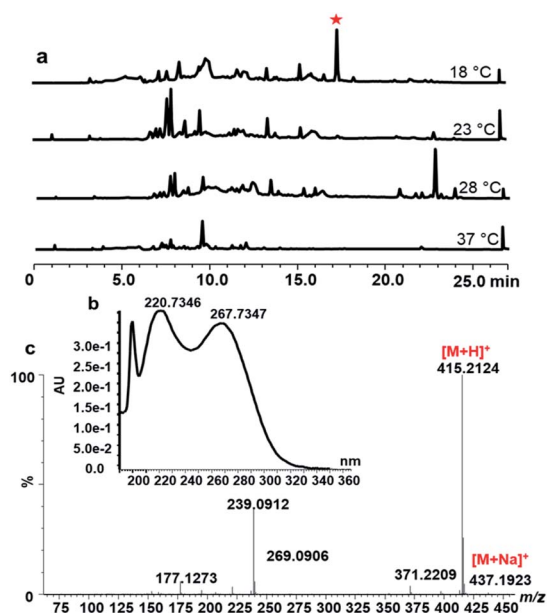 a
18 °C
23 °C
28 °C
37 °C
0 5.0 10.0 15.0 20.0 25.0 min
b
220.7346 267.7347
AU
3.0e-1
2.5e-1
2.0e-1
1.5e-1
1.0e-1
5.0e-2
0.0
200 220 240 260 280 300 320 340 360
nm
c
[M+H]+
415.2124
100
%
0
239.0912
269.0906
177.1273
371.2209
[M+Na]+
437.1923
75 100 125 150 175 200 225 250 275 300 325 350 375 400 425 450 m/z